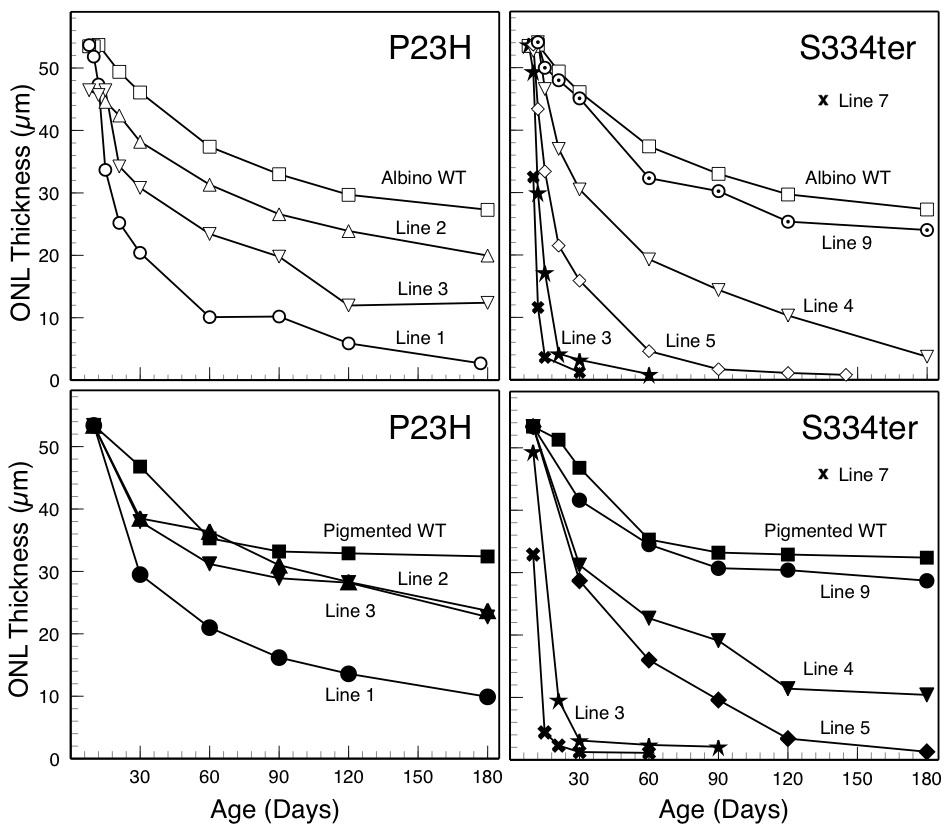 P23H
S334ter
ONL Thickness (µm)
50
40
30
20
10
0
Albino WT
Line 2
Line 3
Line 1
x Line 7
Albino WT
Line 9
Line 4
Line 3
Line 5
P23H
S334ter
ONL Thickness (µm)
50
40
30
20
10
0
Pigmented WT
Line 2
Line 3
Line 1
x Line 7
Pigmented WT
Line 9
Line 4
Line 3
Line 5
30 60 90 120 150 180
30 60 90 120 150 180
Age (Days)
Age (Days)